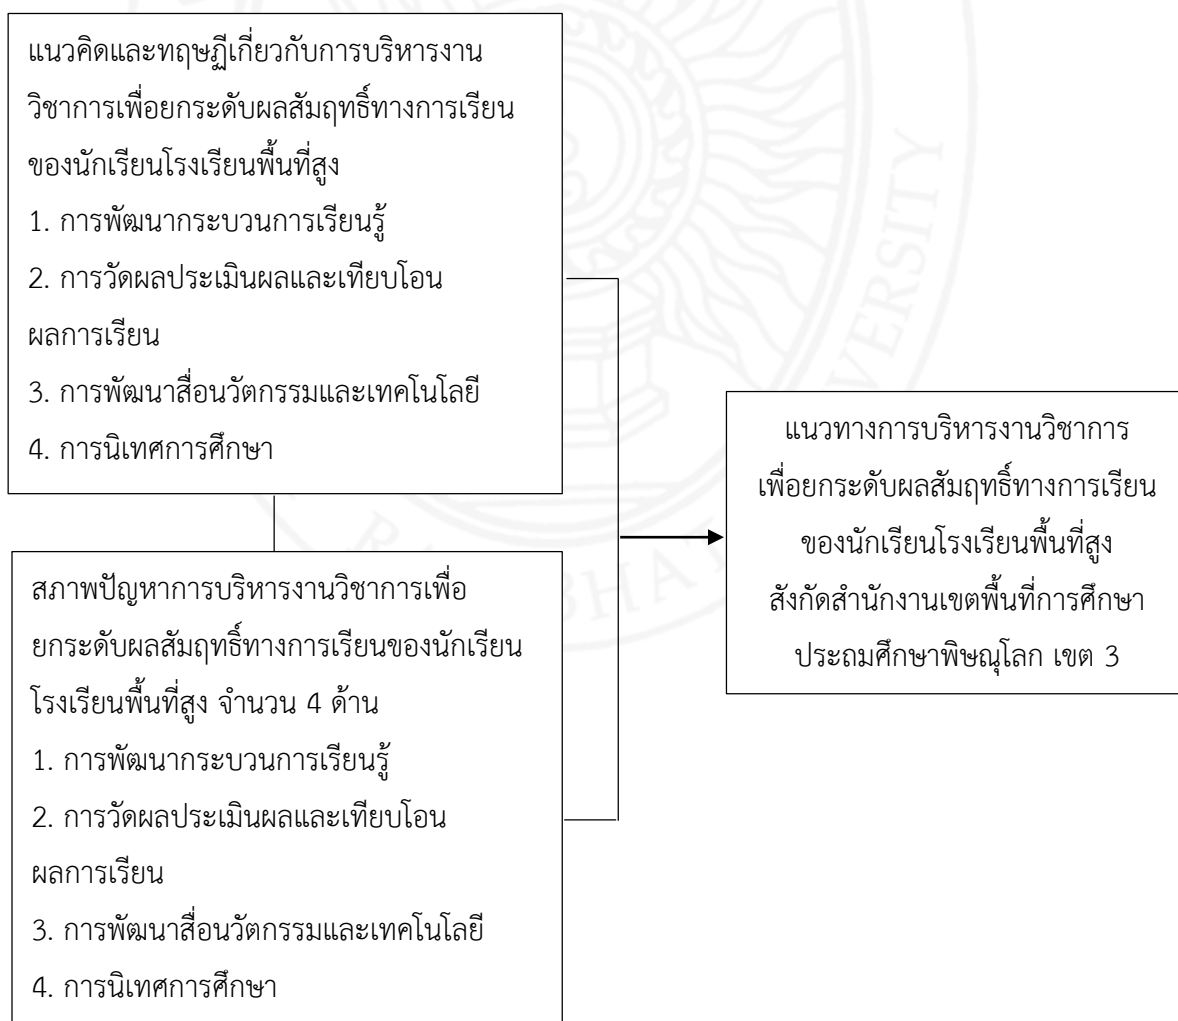 แนวคิดและทฤษฎีเกี่ยวกับการบริหารงาน
วิชาการเพื่อยกระดับผลสัมฤทธิ์ทางการเรียน
ของนักเรียนโรงเรียนพื้นที่สูง
1. การพัฒนากระบวนการเรียนรู้
2. การวัดผลประเมินผลและเทียบโอน
ผลการเรียน
3. การพัฒนาสื่อนวัตกรรมและเทคโนโลยี
4. การนิเทศการศึกษา
สภาพปัญหาการบริหารงานวิชาการเพื่อ
ยกระดับผลสัมฤทธิ์ทางการเรียนของนักเรียน
โรงเรียนพื้นที่สูง จำนวน 4 ด้าน
1. การพัฒนากระบวนการเรียนรู้
2. การวัดผลประเมินผลและเทียบโอน
ผลการเรียน
3. การพัฒนาสื่อนวัตกรรมและเทคโนโลยี
4. การนิเทศการศึกษา
แนวทางการบริหารงานวิชาการ
เพื่อยกระดับผลสัมฤทธิ์ทางการเรียน
ของนักเรียนโรงเรียนพื้นที่สูง
สังกัดสำนักงานเขตพื้นที่การศึกษา
ประถมศึกษาพิษณุโลก เขต 3